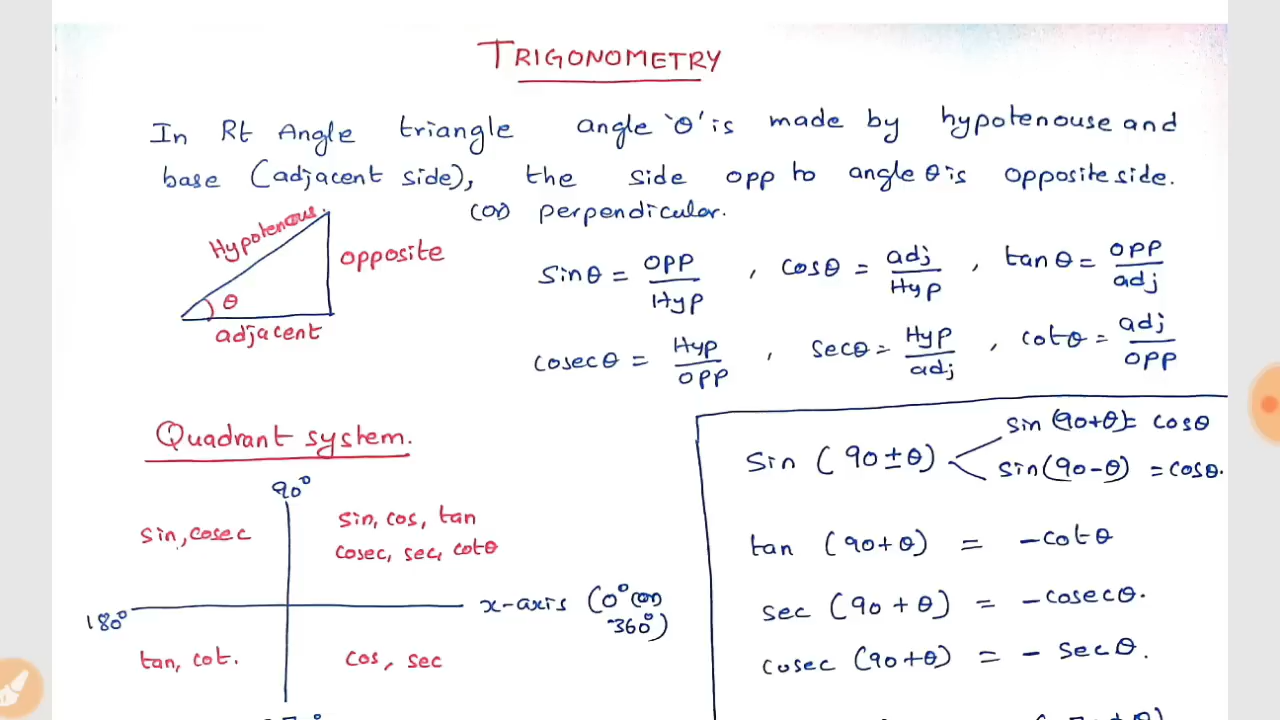 TRIGONOMETRY
In Rt Angle triangle angle 'θ' is made by hypotenouse and
base (adjacent side), the side opp to angle θ is opposite side.
(or) perpendicular.
Hypotenous
opposite
θ
adjacent
Sinθ = OPP/Hyp , cosθ = adj/Hyp , tanθ = OPP/adj
cosecθ = Hyp/OPP , secθ = Hyp/adj , cotθ = adj/OPP
Quadrant system.
90°
sin, cosec
sin, cos, tan
cosec, sec, cotθ
180°
x-axis (0° (or)
360°)
tan, cot.
cos, sec
Sin (90±θ)
sin (90+θ) = cosθ
sin(90-θ) = cosθ.
tan (90+θ) = -cotθ
sec (90+θ) = -cosecθ.
cosec (90+θ) = - secθ.